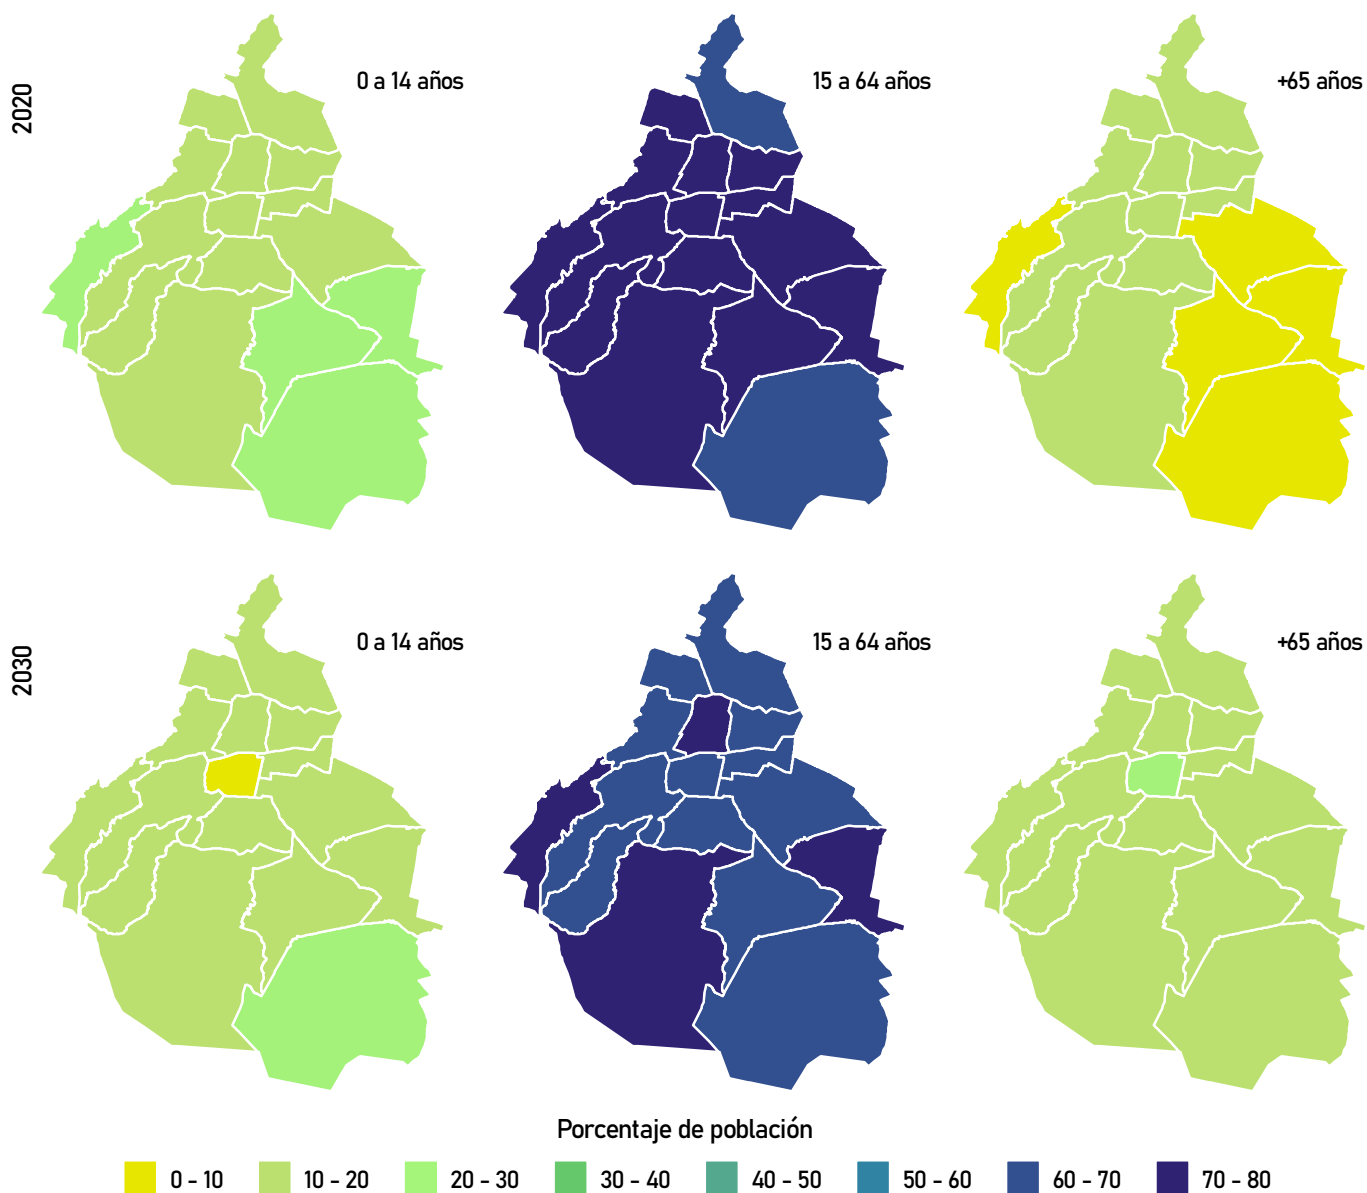 2020
0 a 14 años
15 a 64 años
+65 años
2030
0 a 14 años
15 a 64 años
+65 años
Porcentaje de población
0 - 10
10 - 20
20 - 30
30 - 40
40 - 50
50 - 60
60 - 70
70 - 80